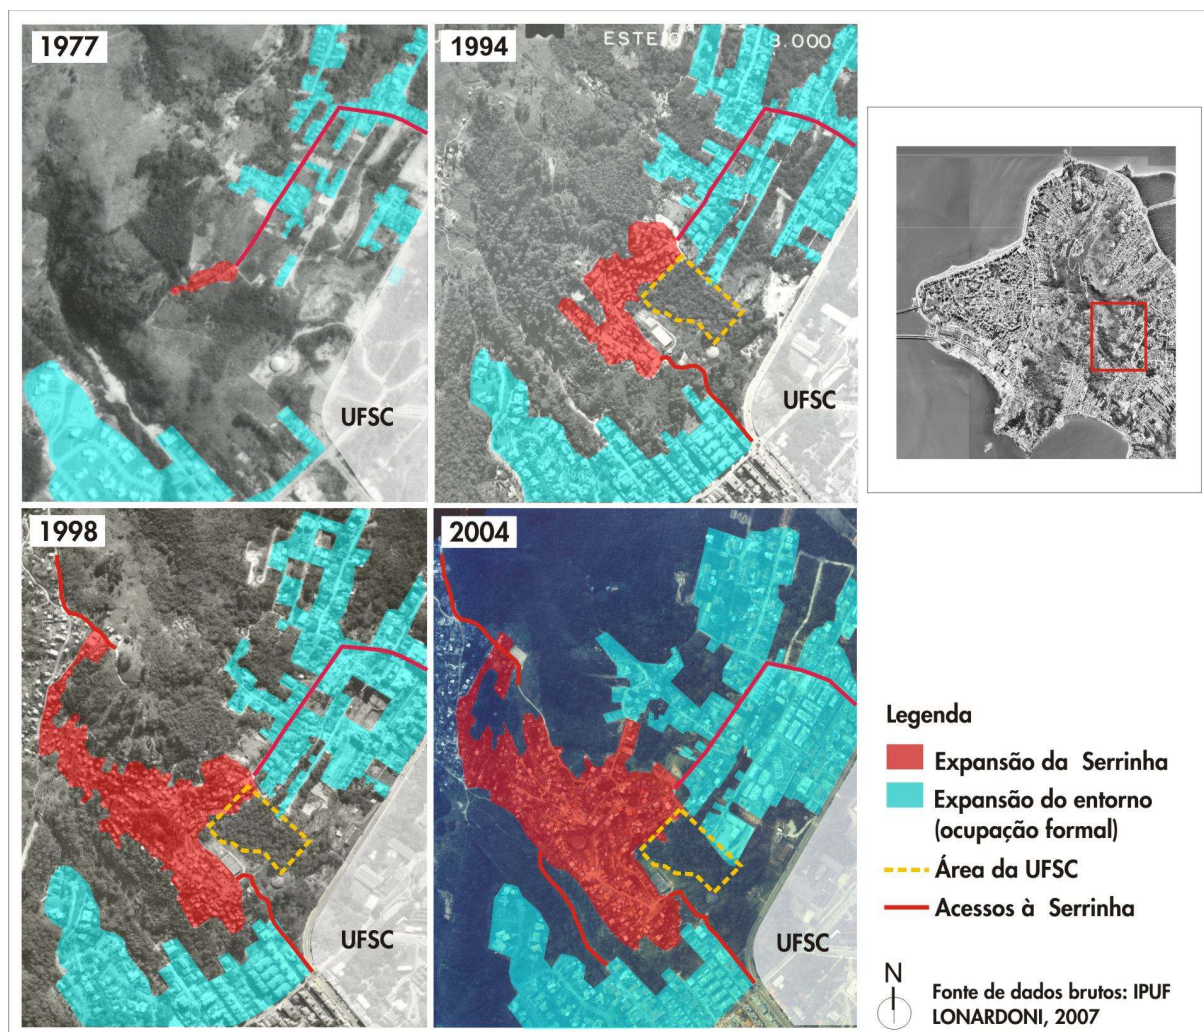 1977
1994
ESTEIO
3.000
UFSC
UFSC
1998
2004
UFSC
UFSC
Legenda
Expansão da Serrinha
Expansão do entorno
(ocupação formal)
Área da UFSC
Acessos à Serrinha
N
Fonte de dados brutos: IPUF
LONARDONI, 2007